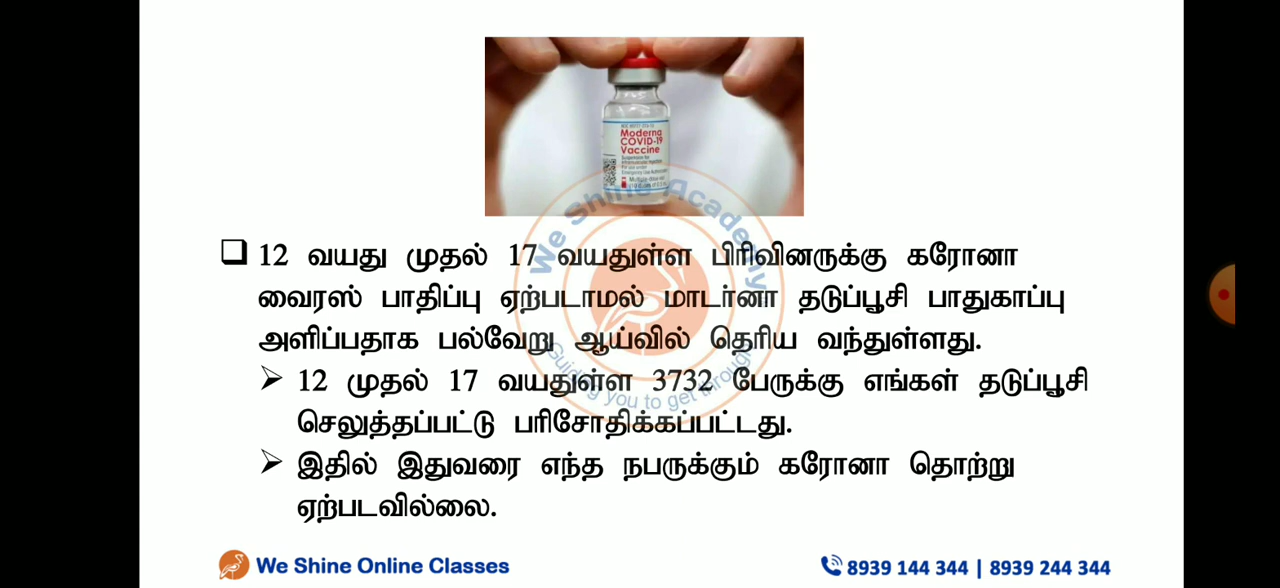 Moderna
COVID-19
Vaccine
We Shine Academy
12 வயது முதல் 17 வயதுள்ள பிரிவினருக்கு கரோனா
வைரஸ் பாதிப்பு ஏற்படாமல் மாடர்னா தடுப்பூசி பாதுகாப்பு
அளிப்பதாக பல்வேறு ஆய்வில் தெரிய வந்துள்ளது.
12 முதல் 17 வயதுள்ள 3732 பேருக்கு எங்கள் தடுப்பூசி
செலுத்தப்பட்டு பரிசோதிக்கப்பட்டது.
Guiding you to get through
இதில் இதுவரை எந்த நபருக்கும் கரோனா தொற்று
ஏற்படவில்லை.
We Shine Online Classes
8939 144 344 | 8939 244 344